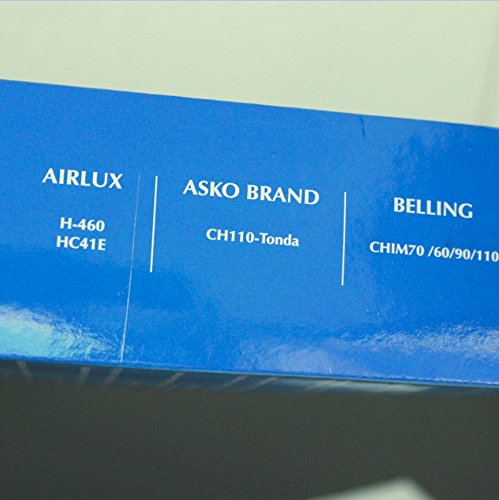 AIRLUX
H-460
HC41E
ASKO BRAND
CH110-Tonda
BELLING
CHIM70 /60/90/110